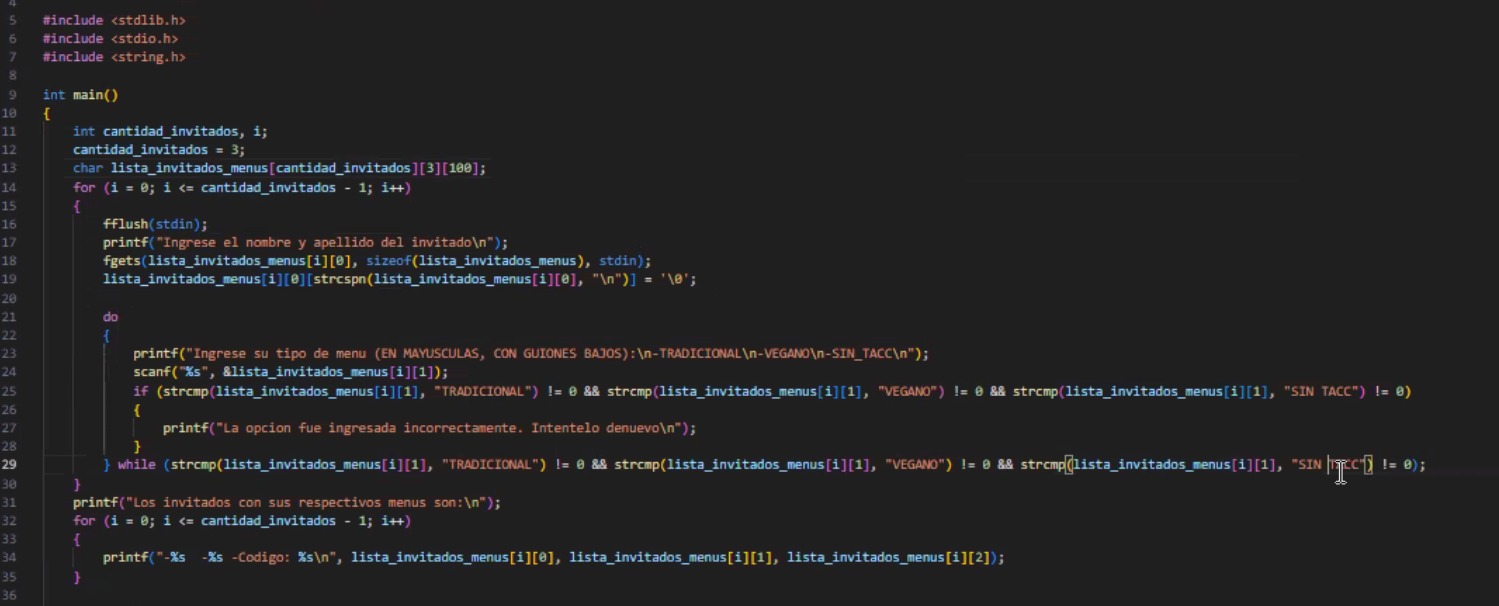 4
5 #include <stdlib.h>
6 #include <stdio.h>
7 #include <string.h>
8
9 int main()
10 {
11 int cantidad_invitados, i;
12 cantidad_invitados = 3;
13 char lista_invitados_menus[cantidad_invitados][3][100];
14 for (i = 0; i <= cantidad_invitados - 1; i++)
15 {
16 fflush(stdin);
17 printf("Ingrese el nombre y apellido del invitado\n");
18 fgets(lista_invitados_menus[i][0], sizeof(lista_invitados_menus), stdin);
19 lista_invitados_menus[i][0][strcspn(lista_invitados_menus[i][0], "\n")] = '\0';
20
21 do
22 {
23 printf("Ingrese su tipo de menu (EN MAYUSCULAS, CON GUIONES BAJOS):\n-TRADICIONAL\n-VEGANO\n-SIN_TACC\n");
24 scanf("%s", &lista_invitados_menus[i][1]);
25 if (strcmp(lista_invitados_menus[i][1], "TRADICIONAL") != 0 && strcmp(lista_invitados_menus[i][1], "VEGANO") != 0 && strcmp(lista_invitados_menus[i][1], "SIN TACC") != 0)
26 {
27 printf("La opcion fue ingresada incorrectamente. Intentelo denuevo\n");
28 }
29 } while (strcmp(lista_invitados_menus[i][1], "TRADICIONAL") != 0 && strcmp(lista_invitados_menus[i][1], "VEGANO") != 0 && strcmp(lista_invitados_menus[i][1], "SIN TACC") != 0);
30 }
31 printf("Los invitados con sus respectivos menus son:\n");
32 for (i = 0; i <= cantidad_invitados - 1; i++)
33 {
34 printf("-%s  -%s -Codigo: %s\n", lista_invitados_menus[i][0], lista_invitados_menus[i][1], lista_invitados_menus[i][2]);
35 }
36